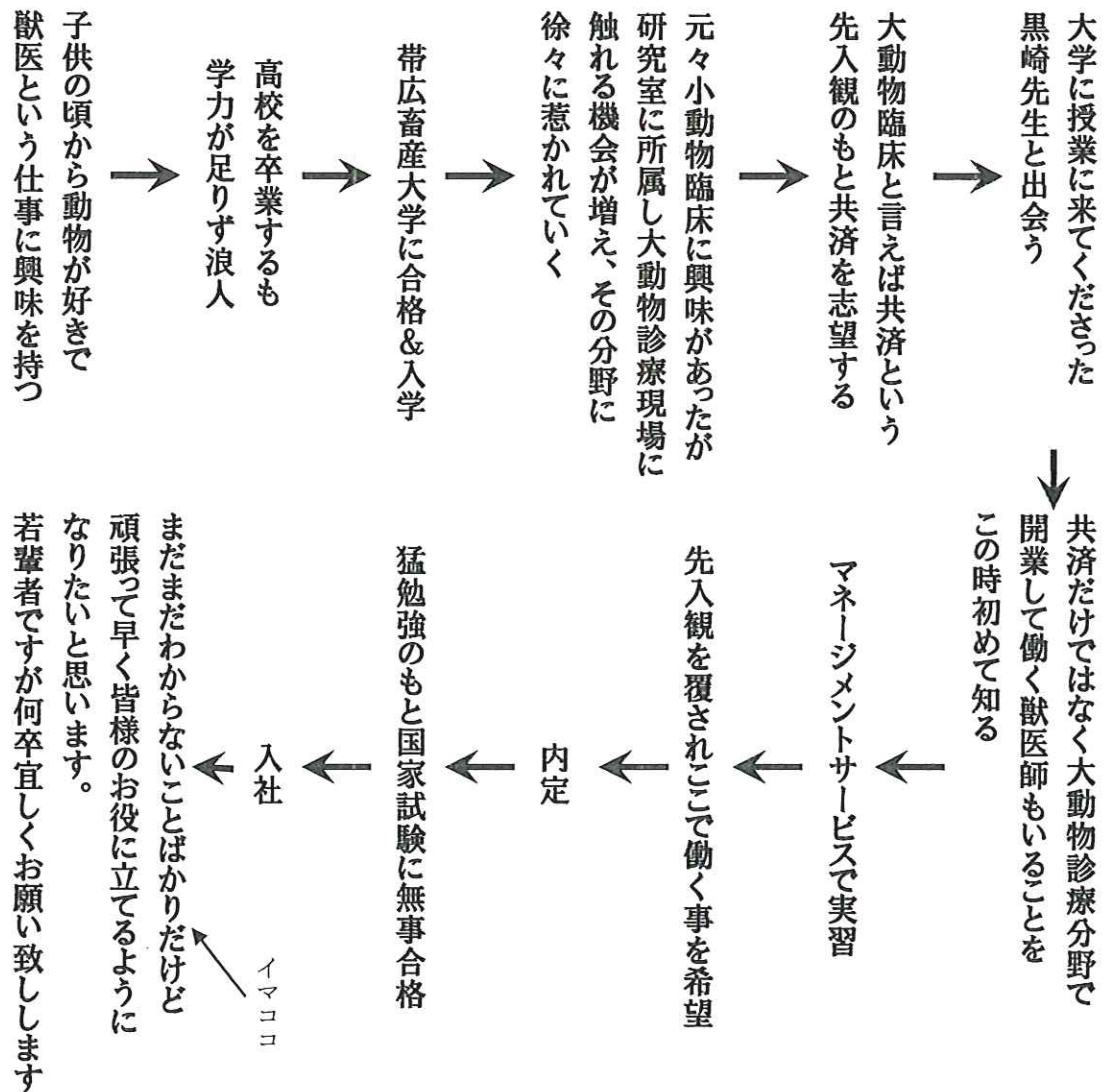 子供の頃から動物が好きで
獣医という仕事に興味を持つ
高校を卒業するも
学力が足りず浪人
帯広畜産大学に合格&入学
元々小動物臨床に興味があったが
研究室に所属し大動物診療現場に
触れる機会が増え、その分野に
徐々に惹かれていく
大動物臨床と言えば共済という
先入観のもと共済を志望する
大学に授業に来てくださった
黒崎先生と出会う
共済だけではなく大動物診療分野で
開業して働く獣医師もいることを
この時初めて知る
マネージメントサービスで実習
先入観を覆されここで働く事を希望
内定
猛勉強のもと国家試験に無事合格
入社
イマココ
まだまだわからないことばかりだけど
頑張って早く皆様のお役に立てるように
なりたいと思います。
若輩者ですが何卒宜しくお願い致しします